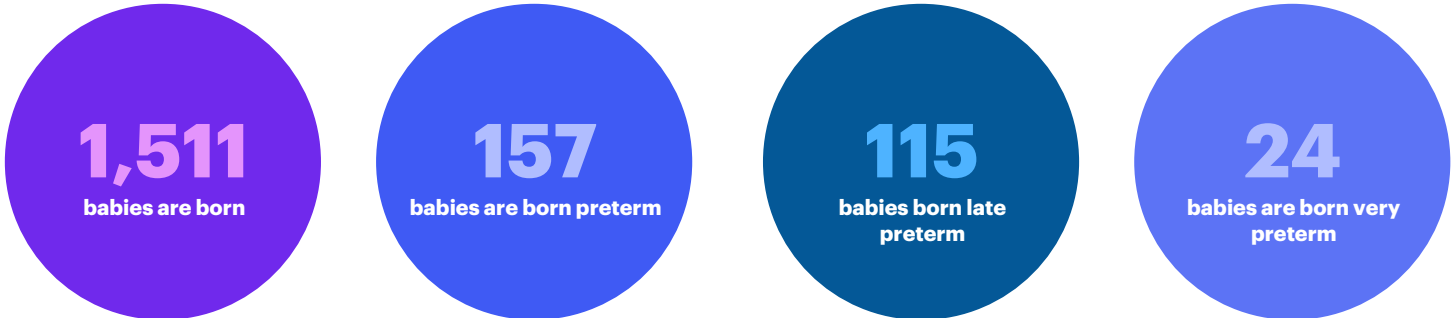 1,511
babies are born
157
babies are born preterm
115
babies born late
preterm
24
babies are born very
preterm